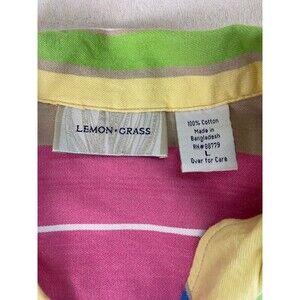 LEMON • GRASS
100% Cotton
Made in
Bangladesh
RN#88779
L
Over for Care